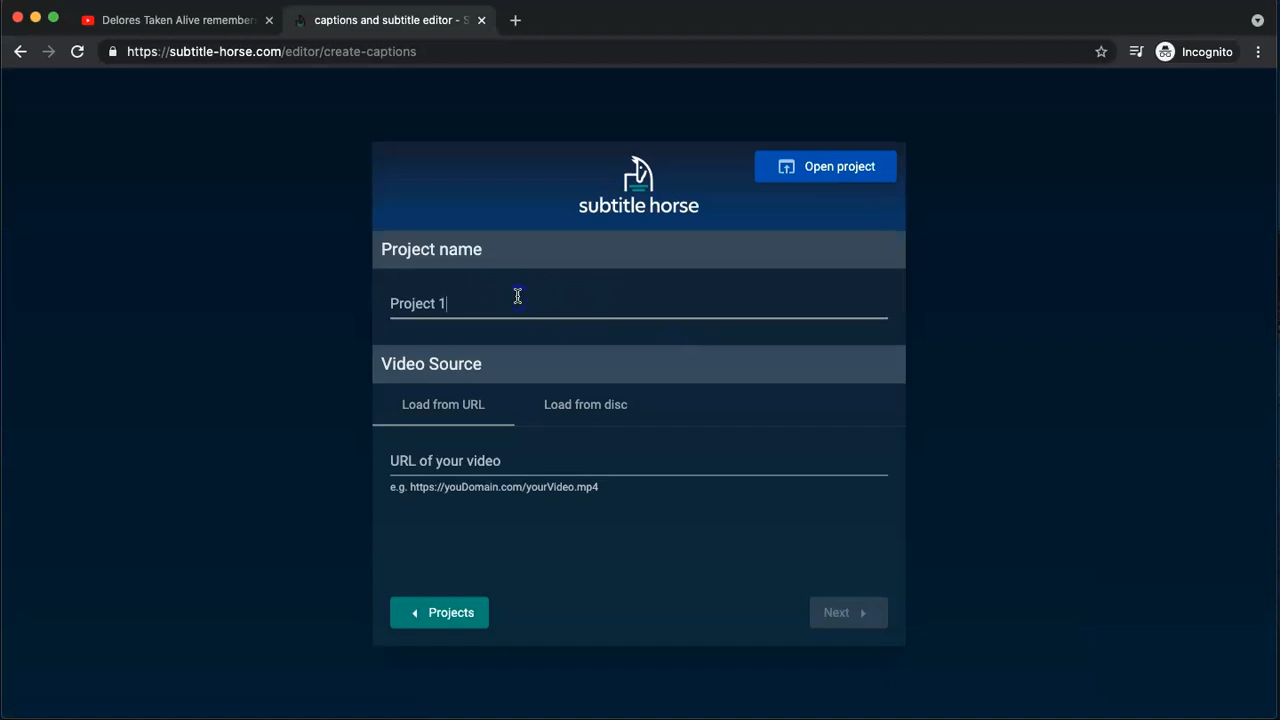 Delores Taken Alive remember
captions and subtitle editor - S
https://subtitle-horse.com/editor/create-captions
Incognito
Open project
subtitle horse
Project name
Project 1
Video Source
Load from URL
Load from disc
URL of your video
e.g. https://youDomain.com/yourVideo.mp4
Projects
Next